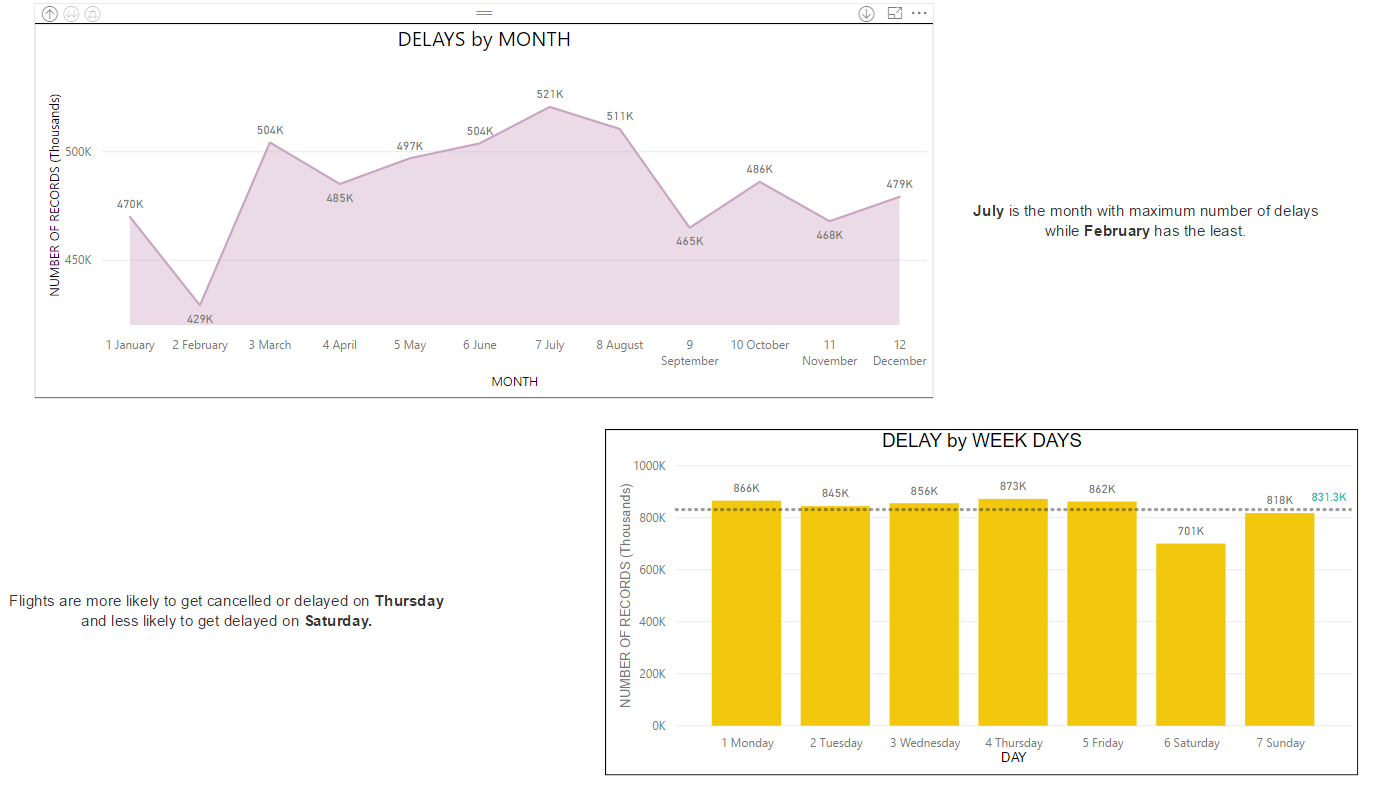 DELAYS by MONTH
NUMBER OF RECORDS (Thousands)
500K
450K
470K
429K
504K
485K
497K
504K
521K
511K
465K
486K
468K
479K
1 January
2 February
3 March
4 April
5 May
6 June
7 July
8 August
9
September
10 October
11
November
12
December
MONTH
July is the month with maximum number of delays
while February has the least.
DELAY by WEEK DAYS
NUMBER OF RECORDS (Thousands)
1000K
800K
600K
400K
200K
0K
866K
845K
856K
873K
862K
701K
818K
831.3K
1 Monday
2 Tuesday
3 Wednesday
4 Thursday
5 Friday
6 Saturday
7 Sunday
DAY
Flights are more likely to get cancelled or delayed on Thursday
and less likely to get delayed on Saturday.